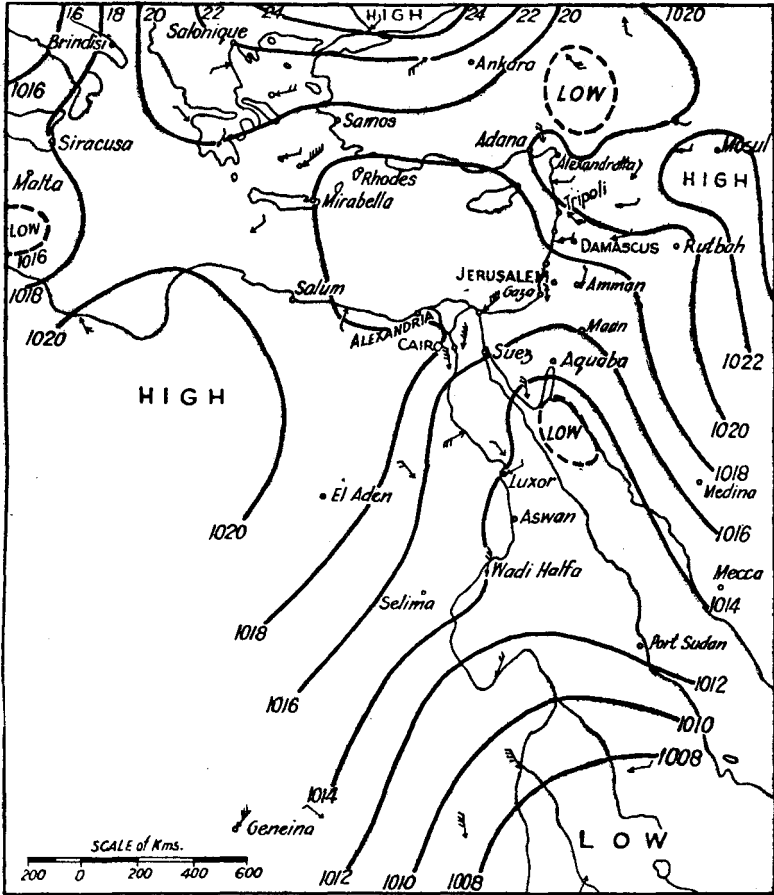 16 18 20 22 24 HIGH 24 22 20 1020
Brindisi
Salonique
Ankara
1016
LOW
Samos
Siracusa
Adana
Mosul
Alexandretta
HIGH
Malta
Rhodes
Mirabella
Tripoli
LOW
DAMASCUS
Rutbah
1016
1018
JERUSALEM
Gaza
Amman
Salum
1020
ALEXANDRIA
CAIRO
Maan
Suez
Aquaba
1022
HIGH
LOW
1020
Luxor
1018
Medina
El Aden
Aswan
1020
1016
Wadi Halfa
Mecca
Selima
1014
1018
Port Sudan
1012
1016
1010
1008
1014
Geneina
LOW
SCALE of Kms.
200 0 200 400 600
1012 1010 1008